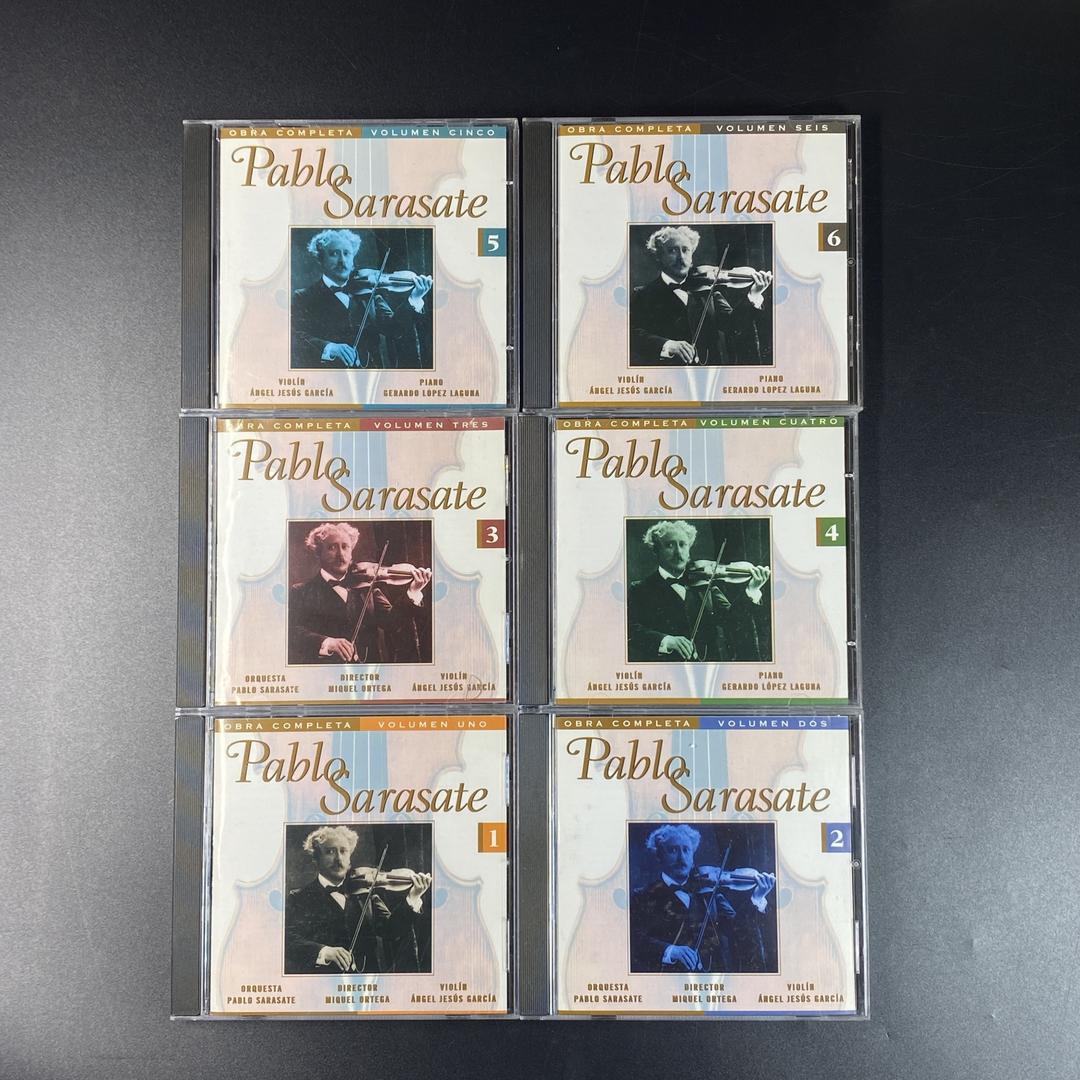 OBRA COMPLETA VOLUMEN CINCO
Pablo
Sarasate
5
VIOLÍN PIANO
ÁNGEL JESÚS GARCÍA GERARDO LÓPEZ LAGUNA
OBRA COMPLETA VOLUMEN SEIS
Pablo
Sarasate
6
VIOLÍN PIANO
ÁNGEL JESÚS GARCÍA GERARDO LÓPEZ LAGUNA
OBRA COMPLETA VOLUMEN TRES
Pablo
Sarasate
3
ORQUESTA DIRECTOR VIOLÍN
PABLO SARASATE MIQUEL ORTEGA ÁNGEL JESÚS GARCÍA
OBRA COMPLETA VOLUMEN CUATRO
Pablo
Sarasate
4
VIOLÍN PIANO
ÁNGEL JESÚS GARCÍA GERARDO LÓPEZ LAGUNA
OBRA COMPLETA VOLUMEN UNO
Pablo
Sarasate
1
ORQUESTA DIRECTOR VIOLÍN
PABLO SARASATE MIQUEL ORTEGA ÁNGEL JESÚS GARCÍA
OBRA COMPLETA VOLUMEN DÓS
Pablo
Sarasate
2
ORQUESTA DIRECTOR VIOLÍN
PABLO SARASATE MIQUEL ORTEGA ÁNGEL JESÚS GARCÍA